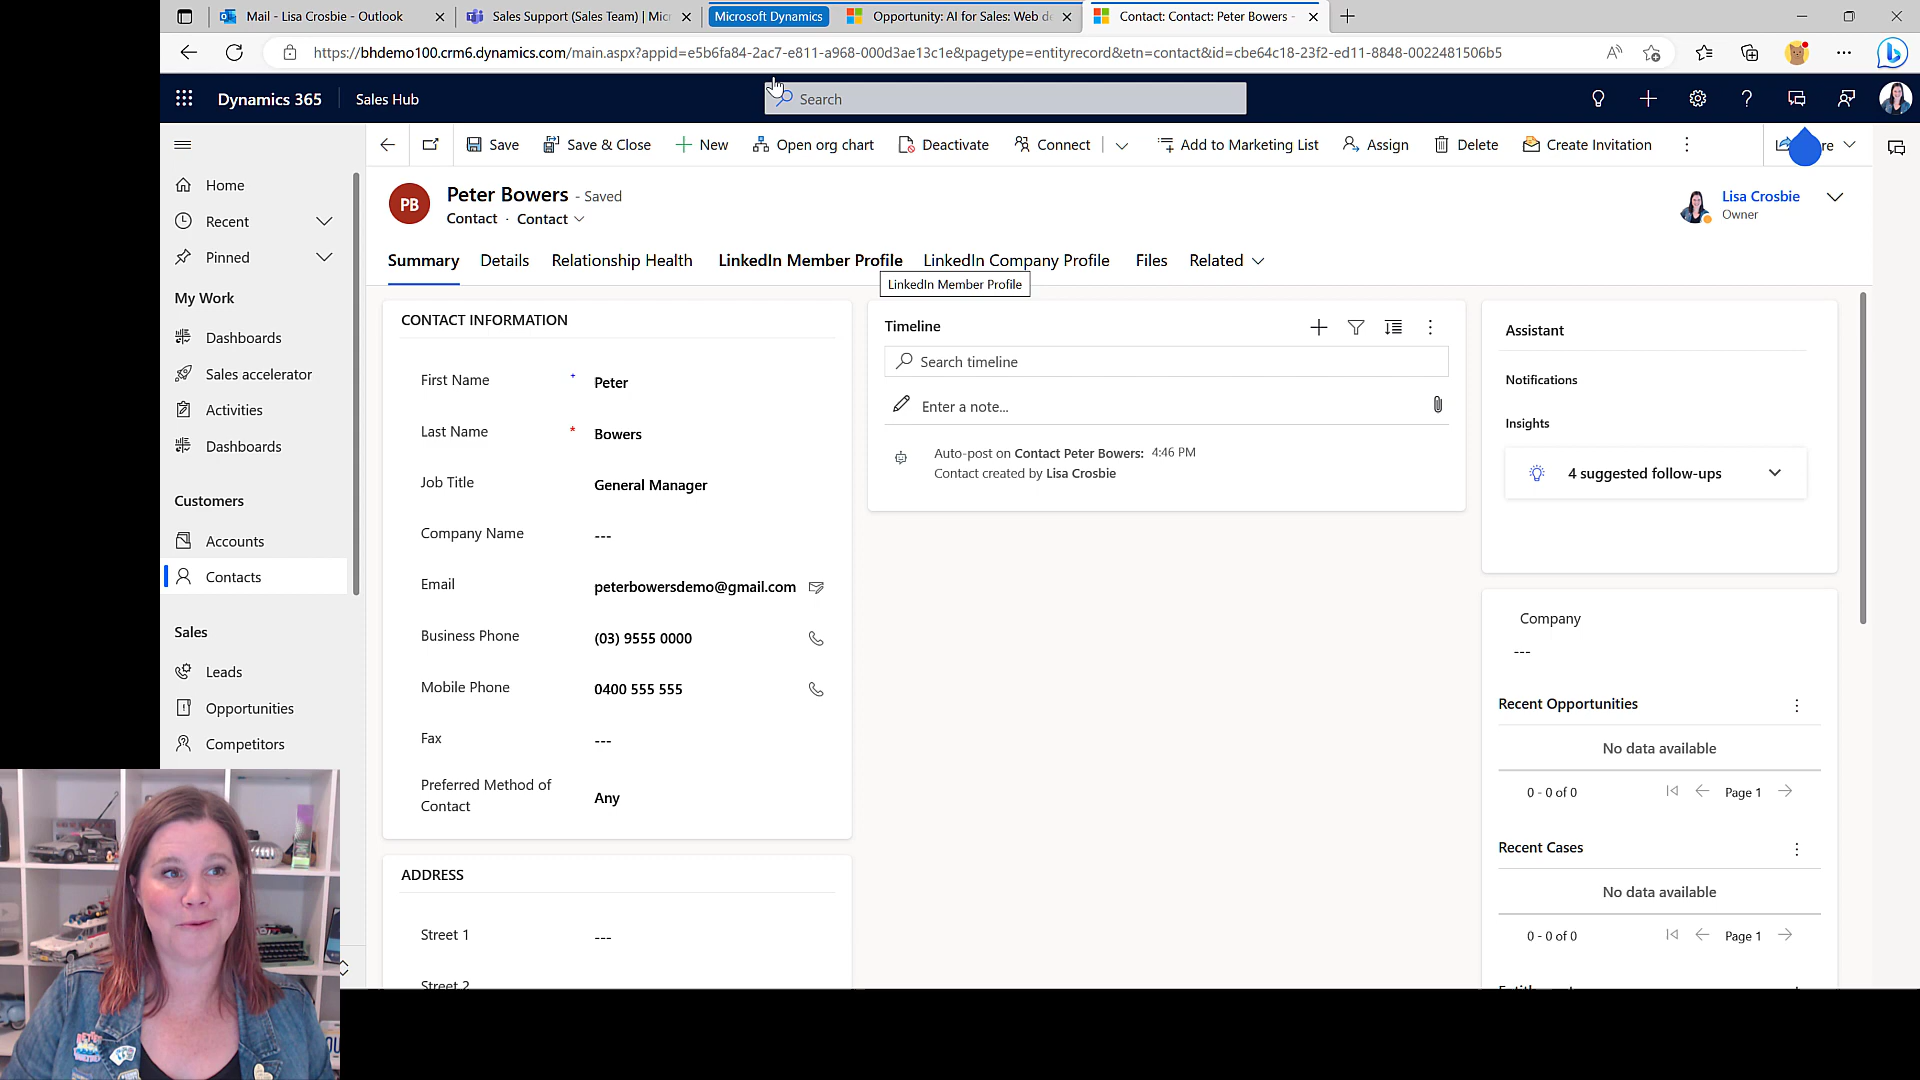 Mail - Lisa Crosbie - Outlook
Sales Support (Sales Team) | Mic
Microsoft Dynamics
Opportunity: AI for Sales: Web de
Contact: Contact: Peter Bowers -
https://bhdemo100.crm6.dynamics.com/main.aspx?appid=e5b6fa84-2ac7-e811-a968-000d3ae13c1e&pagetype=entityrecord&etn=contact&id=cbe64c18-23f2-ed11-8848-0022481506b5
Dynamics 365
Sales Hub
Search
Save
Save & Close
New
Open org chart
Deactivate
Connect
Add to Marketing List
Assign
Delete
Create Invitation
Home
Recent
Pinned
My Work
Dashboards
Sales accelerator
Activities
Dashboards
Customers
Accounts
Contacts
Sales
Leads
Opportunities
Competitors
PB
Peter Bowers - Saved
Contact · Contact
Lisa Crosbie
Owner
Summary
Details
Relationship Health
LinkedIn Member Profile
LinkedIn Company Profile
Files
Related
LinkedIn Member Profile
CONTACT INFORMATION
First Name + Peter
Last Name * Bowers
Job Title General Manager
Company Name ---
Email peterbowersdemo@gmail.com
Business Phone (03) 9555 0000
Mobile Phone 0400 555 555
Fax ---
Preferred Method of
Contact
Any
ADDRESS
Street 1 ---
Street 2
Timeline
Search timeline
Enter a note...
Auto-post on Contact Peter Bowers: 4:46 PM
Contact created by Lisa Crosbie
Assistant
Notifications
Insights
4 suggested follow-ups
Company
---
Recent Opportunities
No data available
0 - 0 of 0
Page 1
Recent Cases
No data available
0 - 0 of 0
Page 1